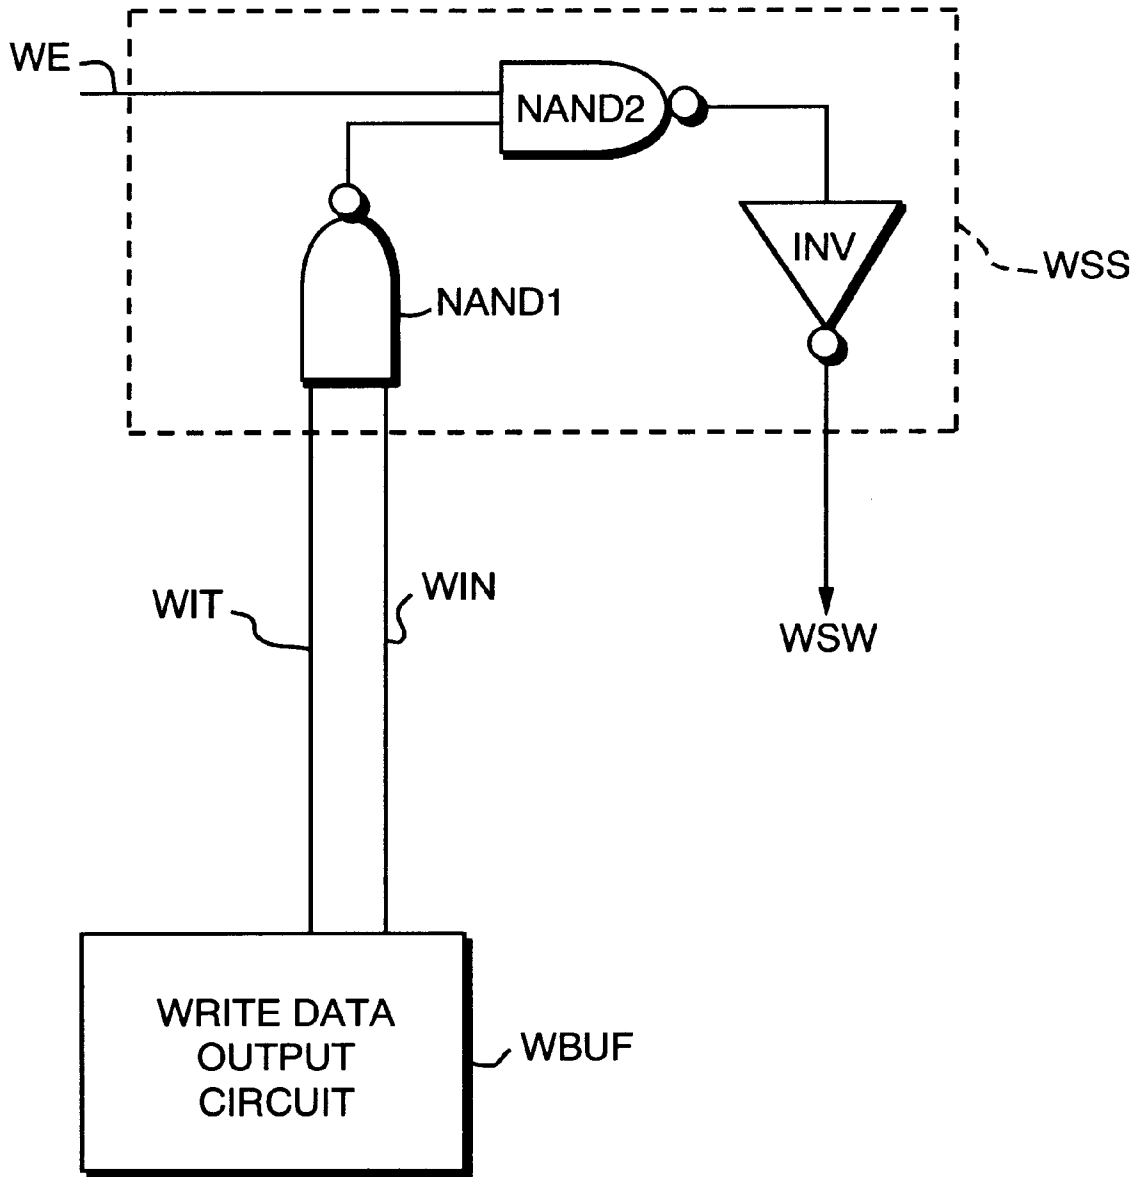 WE
NAND2
INV
WSS
NAND1
WIT
WIN
WSW
WRITE DATA
OUTPUT
CIRCUIT
WBUF